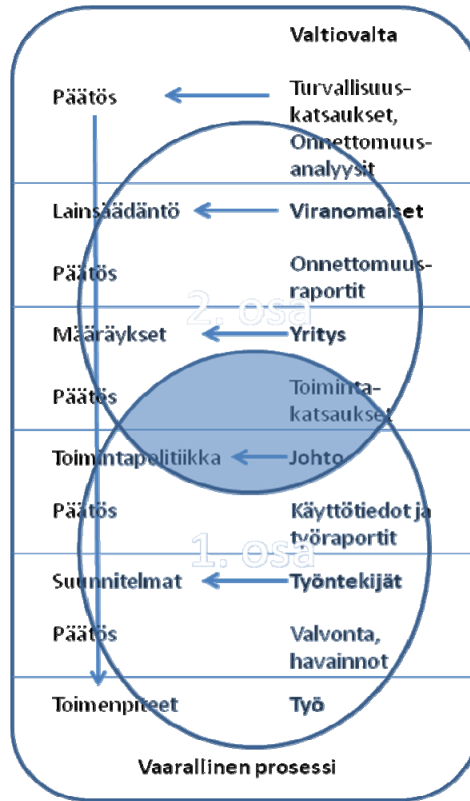 Valtiovalta
Päätös
Turvallisuus-
katsaukset,
Onnettomuus-
analyysit
Lainsäädäntö
Viranomaiset
Päätös
Onnettomuus-
raportit
2. osa
Määräykset
Yritys
Päätös
Toiminta-
katsaukset
Toimintapolitiikka
Johto
Päätös
Käyttötiedot ja
työraportit
1. osa
Suunnitelmat
Työntekijät
Päätös
Valvonta,
havainnot
Toimenpiteet
Työ
Vaarallinen prosessi